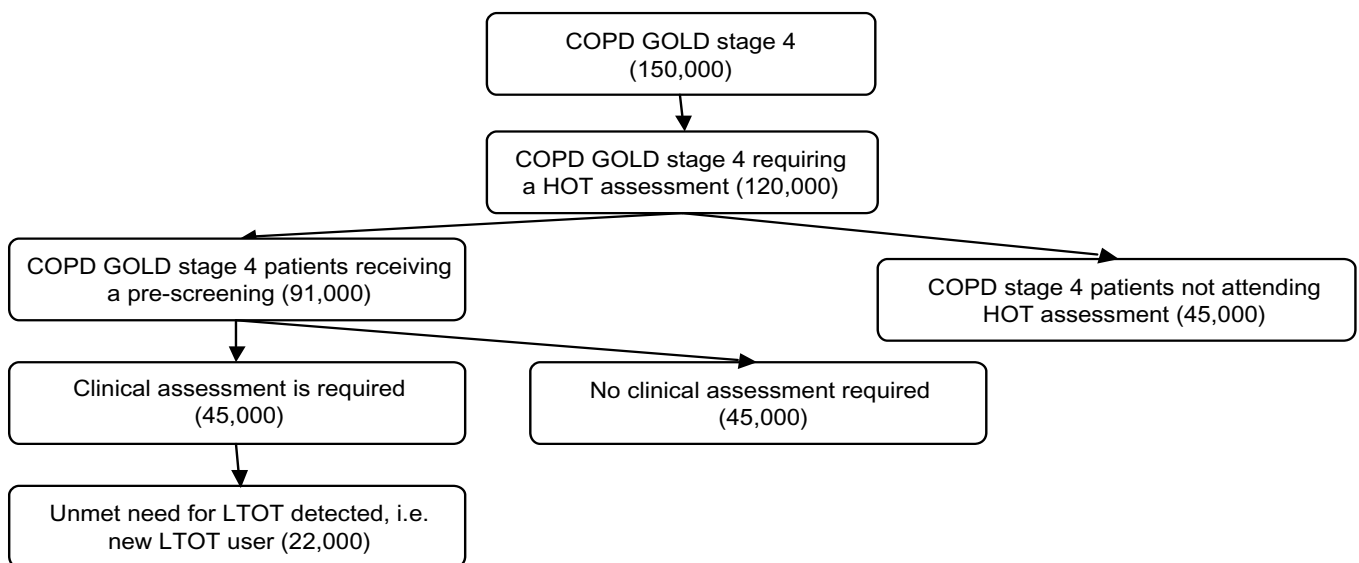 COPD GOLD stage 4
(150,000)
COPD GOLD stage 4 requiring
a HOT assessment (120,000)
COPD GOLD stage 4 patients receiving
a pre-screening (91,000)
COPD stage 4 patients not attending
HOT assessment (45,000)
Clinical assessment is required
(45,000)
No clinical assessment required
(45,000)
Unmet need for LTOT detected, i.e.
new LTOT user (22,000)